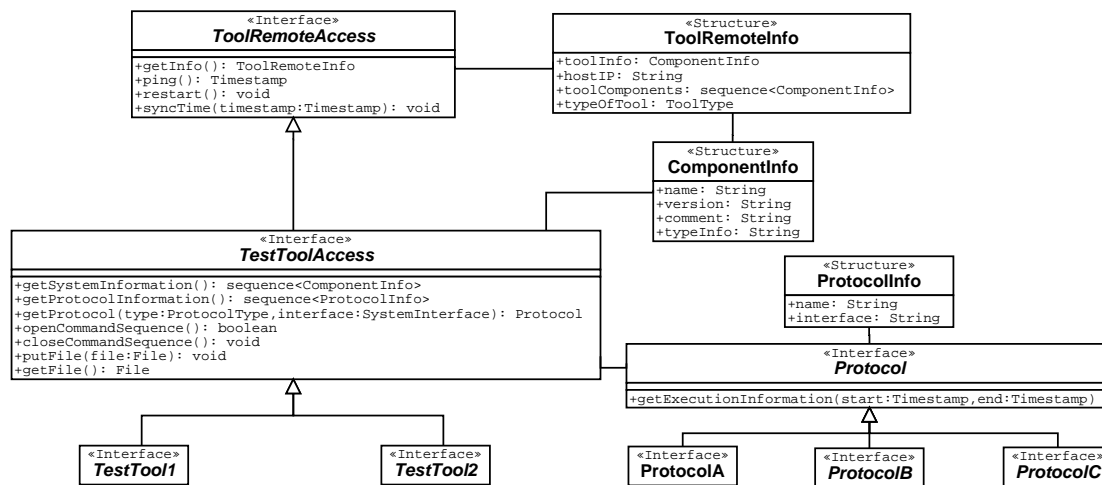 «Interface»
ToolRemoteAccess
+getInfo(): ToolRemoteInfo
+ping(): Timestamp
+restart(): void
+syncTime(timestamp:Timestamp): void
«Structure»
ToolRemoteInfo
+toolInfo: ComponentInfo
+hostIP: String
+toolComponents: sequence<ComponentInfo>
+typeOfTool: ToolType
«Structure»
ComponentInfo
+name: String
+version: String
+comment: String
+typeInfo: String
«Interface»
TestToolAccess
+getSystemInformation(): sequence<ComponentInfo>
+getProtocolInformation(): sequence<ProtocolInfo>
+getProtocol(type:ProtocolType,interface:SystemInterface): Protocol
+openCommandSequence(): boolean
+closeCommandSequence(): void
+putFile(file:File): void
+getFile(): File
«Structure»
ProtocolInfo
+name: String
+interface: String
«Interface»
Protocol
+getExecutionInformation(start:Timestamp,end:Timestamp)
«Interface»
TestTool1
«Interface»
TestTool2
«Interface»
ProtocolA
«Interface»
ProtocolB
«Interface»
ProtocolC